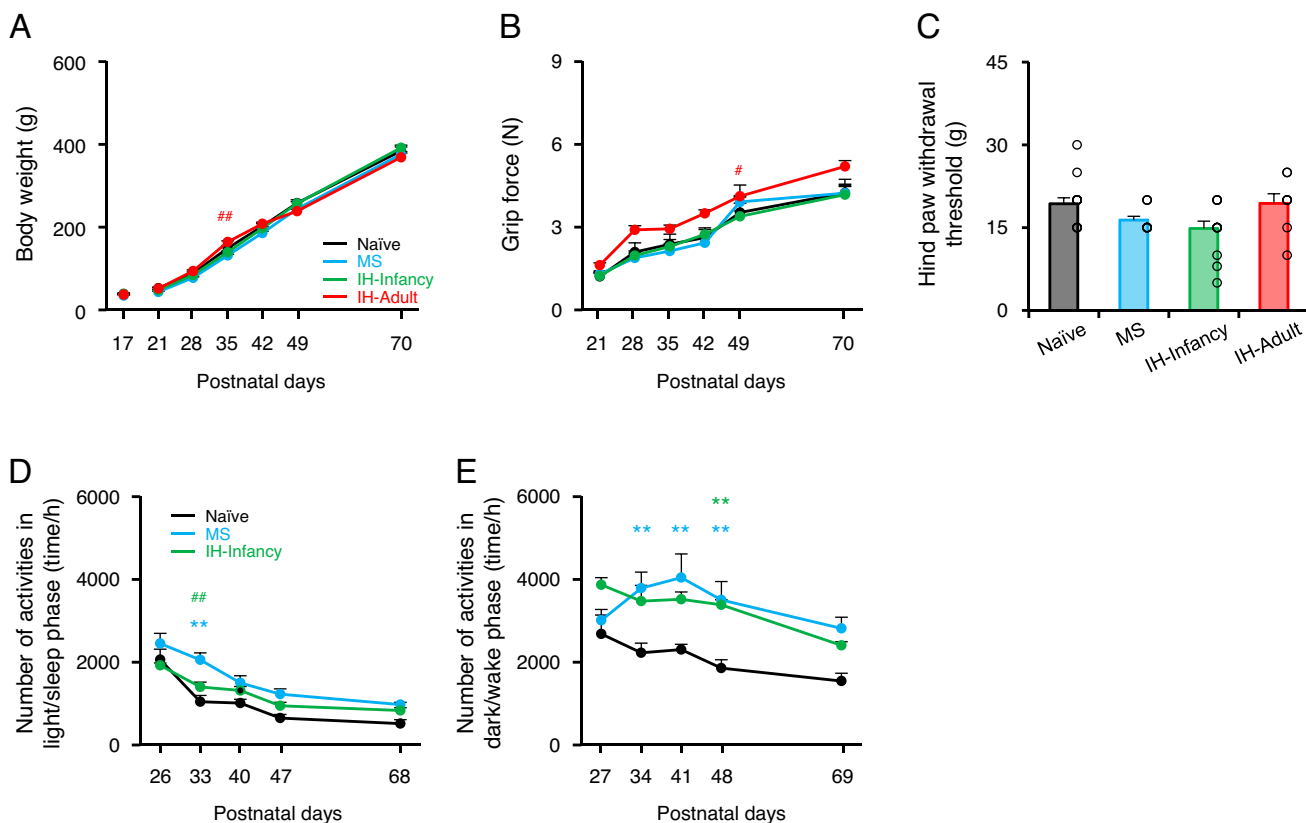 A
Body weight (g)
600
400
200
0
##
Naïve
MS
IH-Infancy
IH-Adult
17 21 28 35 42 49 70
Postnatal days
B
Grip force (N)
9
6
3
0
#
21 28 35 42 49 70
Postnatal days
C
Hind paw withdrawal
threshold (g)
45
30
15
0
Naïve
MS
IH-Infancy
IH-Adult
D
Number of activities in
light/sleep phase (time/h)
6000
4000
2000
0
Naïve
MS
IH-Infancy
##
**
26 33 40 47 68
Postnatal days
E
Number of activities in
dark/wake phase (time/h)
6000
4000
2000
0
**
** ** **
27 34 41 48 69
Postnatal days